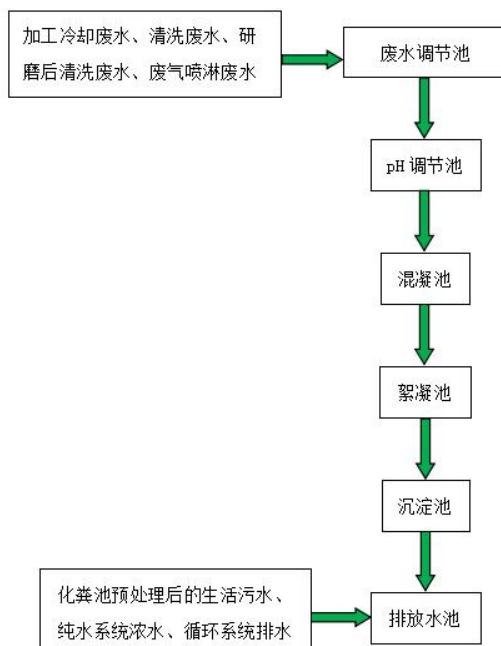 加工冷却废水、清洗废水、研
磨后清洗废水、废气喷淋废水
废水调节池
pH 调节池
混凝池
絮凝池
沉淀池
化粪池预处理后的生活污水、
纯水系统浓水、循环系统排水
排放水池